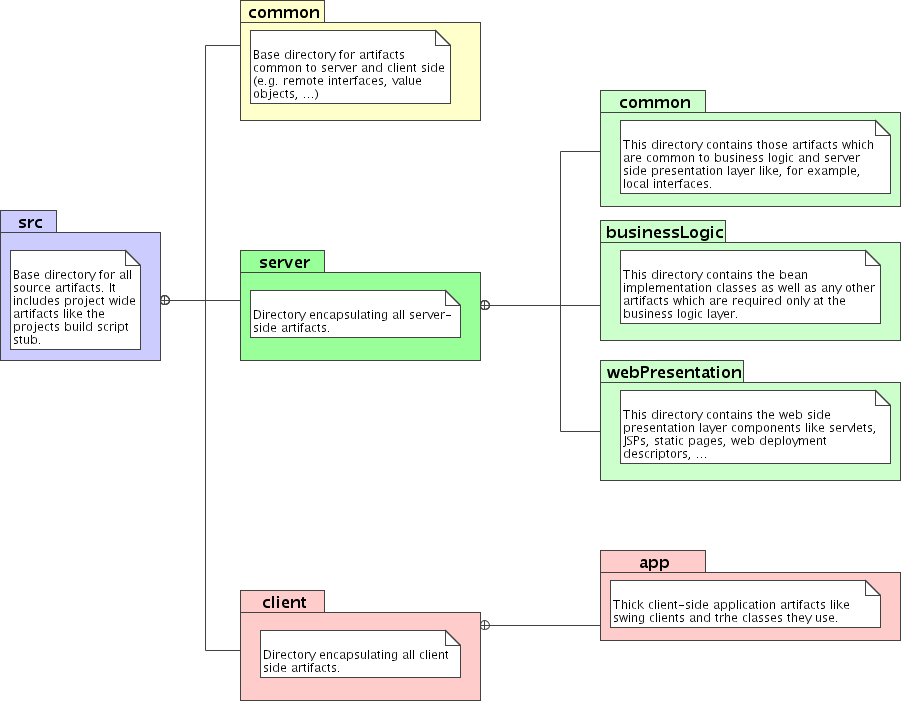 common
Base directory for artifacts
common to server and client side
(e.g. remote interfaces, value
objects, ...)
src
Base directory for all
source artifacts. It
includes project wide
artifacts like the
projects build script
stub.
server
Directory encapsulating all server-
side artifacts.
client
Directory encapsulating all client
side artifacts.
common
This directory contains those artifacts which
are common to business logic and server
side presentation layer like, for example,
local interfaces.
businessLogic
This directory contains the bean
implementation classes as well as any other
artifacts which are required only at the
business logic layer.
webPresentation
This directory contains the web side
presentation layer components like servlets,
JSPs, static pages, web deployment
descriptors, ...
app
Thick client-side application artifacts like
swing clients and trhe classes they use.